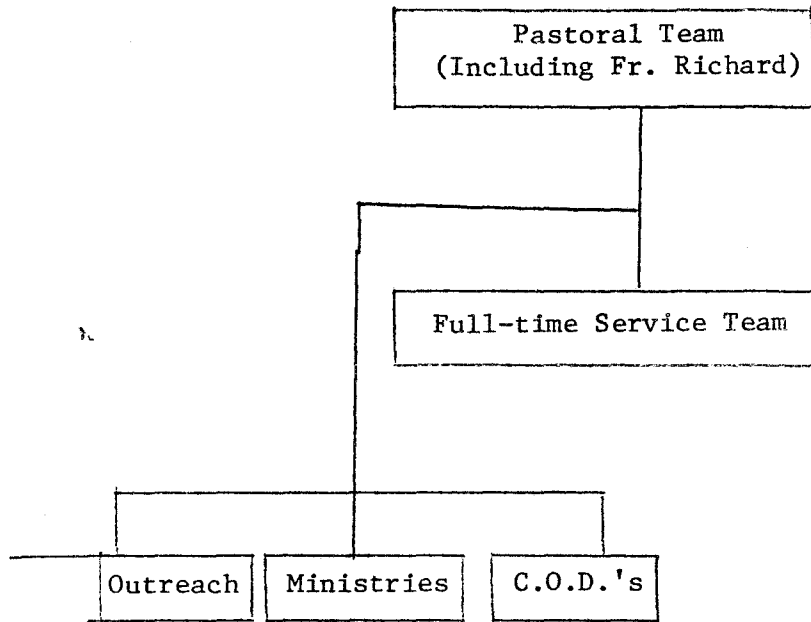 Pastoral Team
(Including Fr. Richard)
Full-time Service Team
Outreach
Ministries
C.O.D.'s